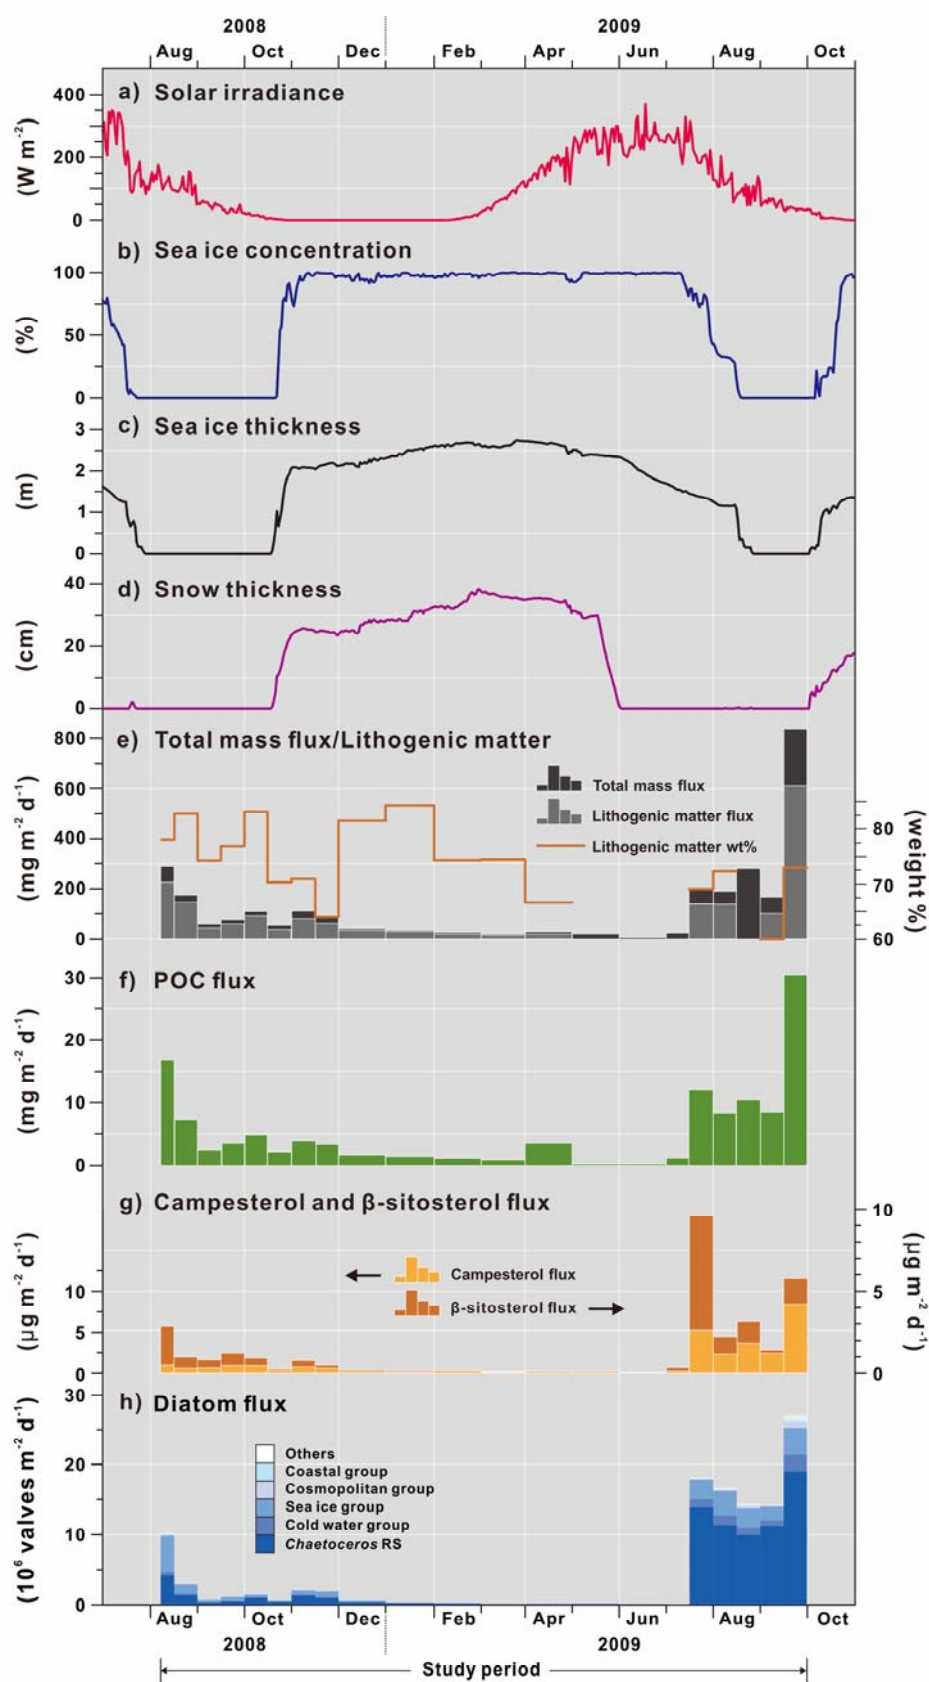 2008 2009
Aug Oct Dec Feb Apr Jun Aug Oct
a) Solar irradiance
400
200
0
(W m-2)
b) Sea ice concentration
100
50
0
(%)
c) Sea ice thickness
3
2
1
0
(m)
d) Snow thickness
40
20
0
(cm)
e) Total mass flux/Lithogenic matter
800
600
400
200
0
(mg m-2 d-1)
Total mass flux
Lithogenic matter flux
Lithogenic matter wt%
80
70
60
(weight %)
f) POC flux
30
20
10
0
(mg m-2 d-1)
g) Campesterol and β-sitosterol flux
10
5
0
(μg m-2 d-1)
Campesterol flux
β-sitosterol flux
10
5
0
(μg m-2 d-1)
h) Diatom flux
30
20
10
0
(106 valves m-2 d-1)
Others
Coastal group
Cosmopolitan group
Sea ice group
Cold water group
Chaetoceros RS
Aug Oct Dec Feb Apr Jun Aug Oct
2008 2009
Study period